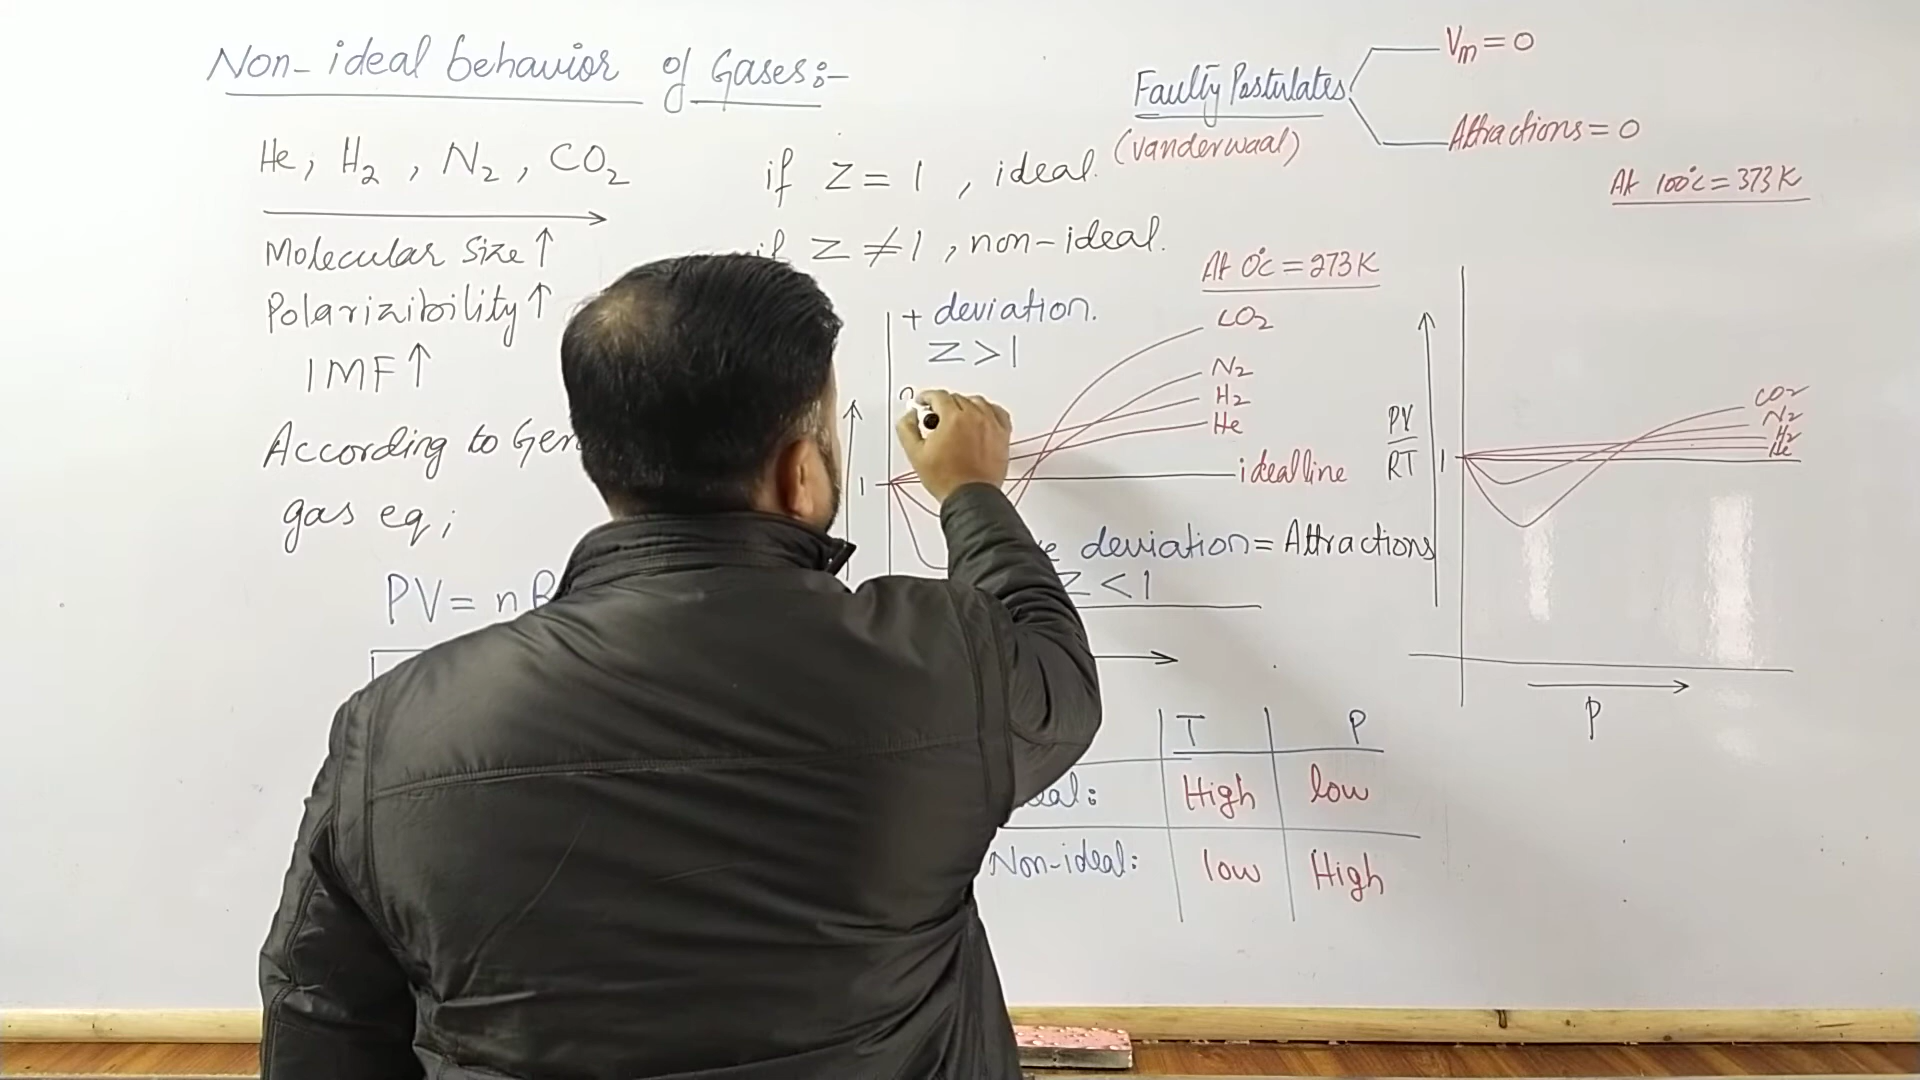 Non-ideal behavior of Gases:-
He, H₂, N₂, CO₂
Molecular Size ↑
Polarizibility ↑
IMF ↑
According to Gen
gas eq;
PV = n
if Z = 1, ideal.
if Z ≠ 1, non-ideal.
Faulty Postulates
(Vanderwaal)
Vm = 0
Attractions = 0
At 0°C = 273K
+ deviation.
Z > 1
CO₂
N₂
H₂
He
ideal line
1
deviation = Attractions
Z < 1
At 100°C = 373K
PV
RT
1
CO₂
N₂
H₂
He
P
T P
High low
Non-ideal: low High